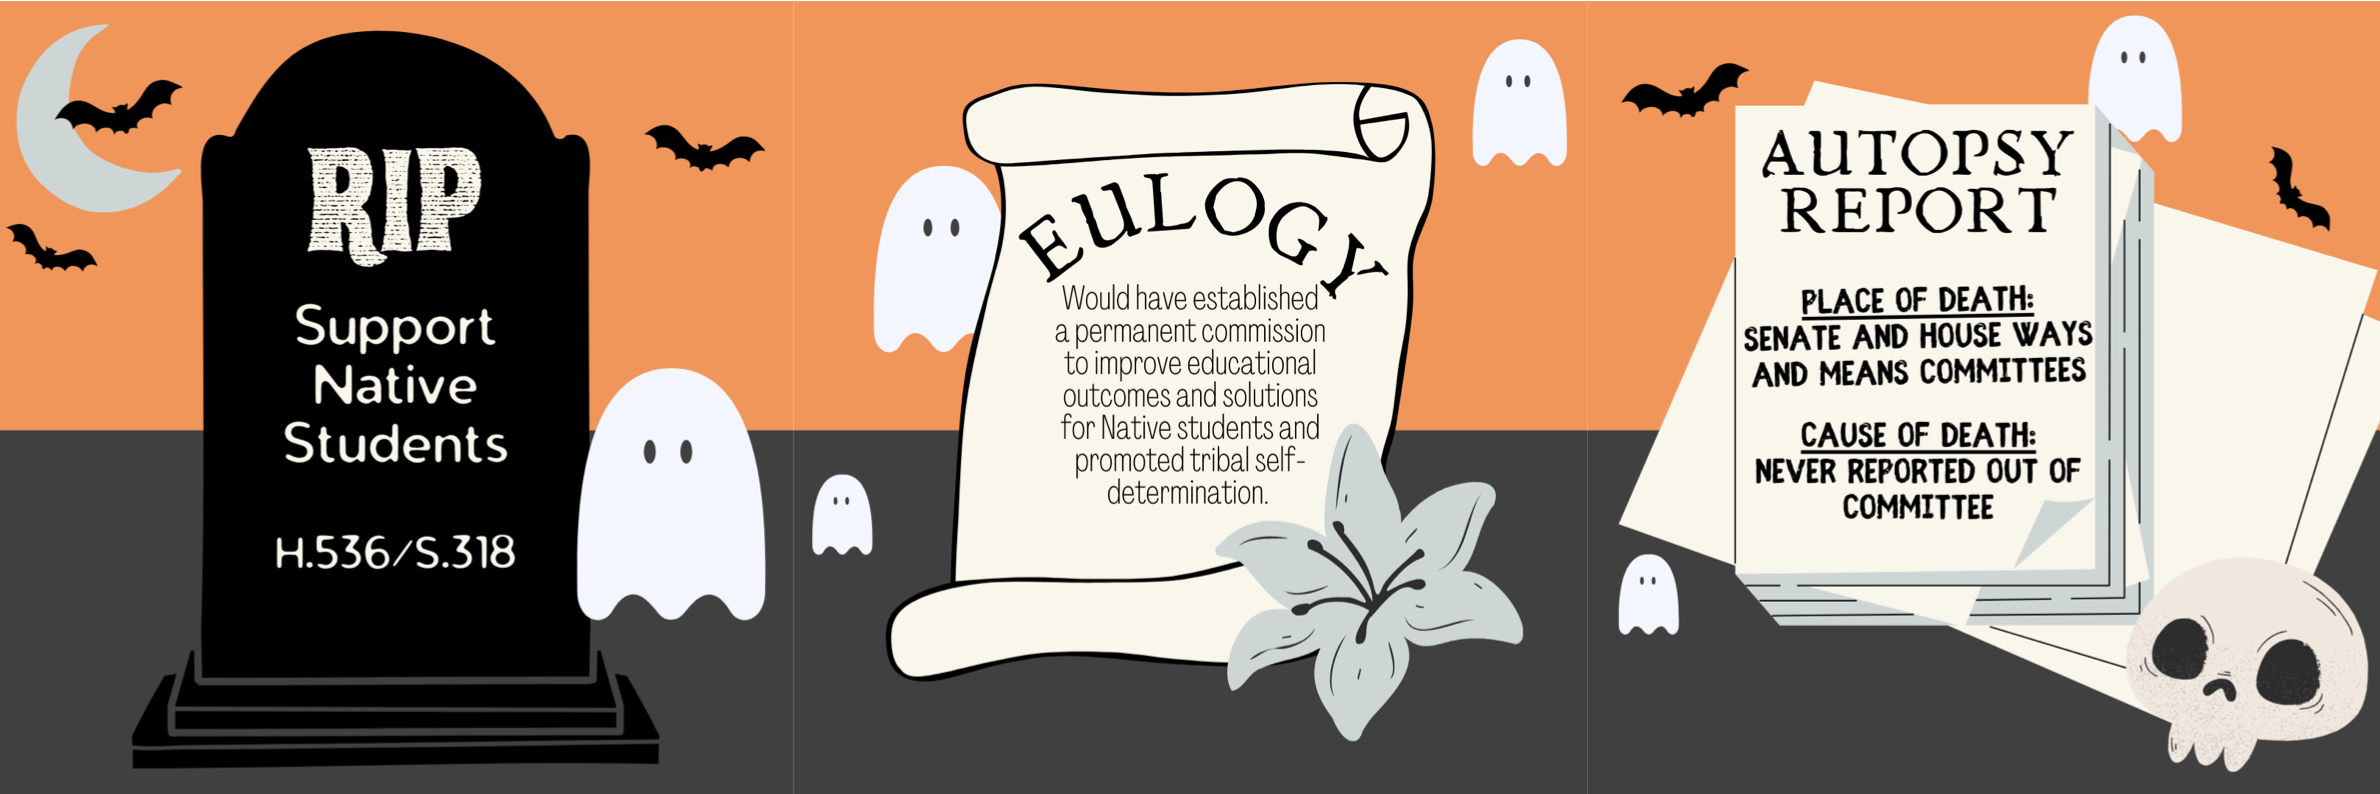 RIP
Support
Native
Students
H.536/S.318
EULOGY
Would have established
a permanent commission
to improve educational
outcomes and solutions
for Native students and
promoted tribal self-
determination.
AUTOPSY
REPORT
PLACE OF DEATH:
SENATE AND HOUSE WAYS
AND MEANS COMMITTEES
CAUSE OF DEATH:
NEVER REPORTED OUT OF
COMMITTEE